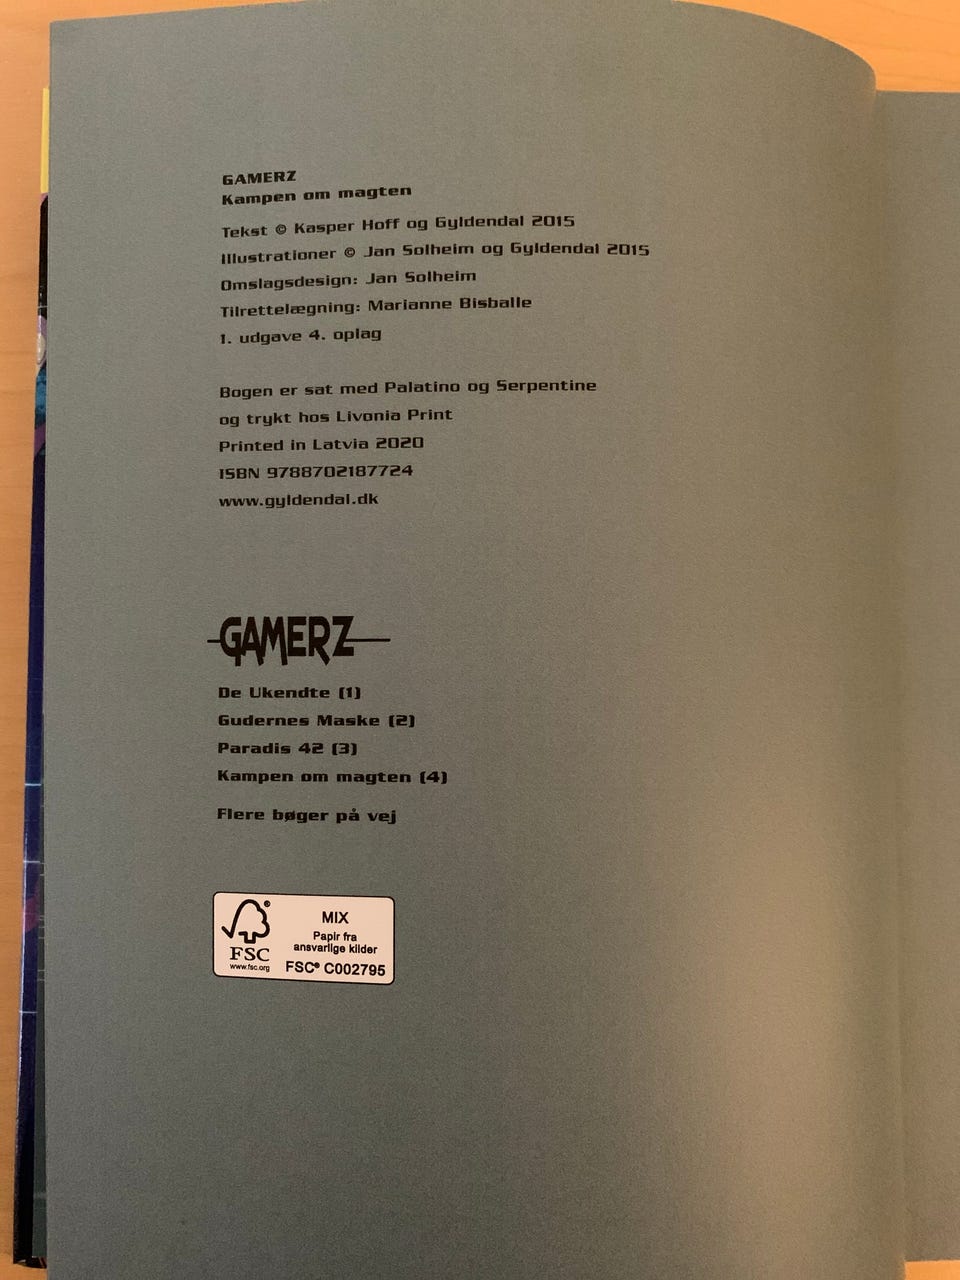 GAMERZ
Kampen om magten
Tekst © Kasper Hoff og Gyldendal 2015
Illustrationer © Jan Solheim og Gyldendal 2015
Omslagsdesign: Jan Solheim
Tilrettelægning: Marianne Bisballe
1. udgave 4. oplag
Bogen er sat med Palatino og Serpentine
og trykt hos Livonia Print
Printed in Latvia 2020
ISBN 9788702187724
www.gyldendal.dk
GAMERZ
De Ukendte (1)
Gudernes Maske (2)
Paradis 42 (3)
Kampen om magten (4)
Flere bøger på vej
MIX
Papir fra
ansvarlige kilder
FSC® C002795
FSC
www.fsc.org